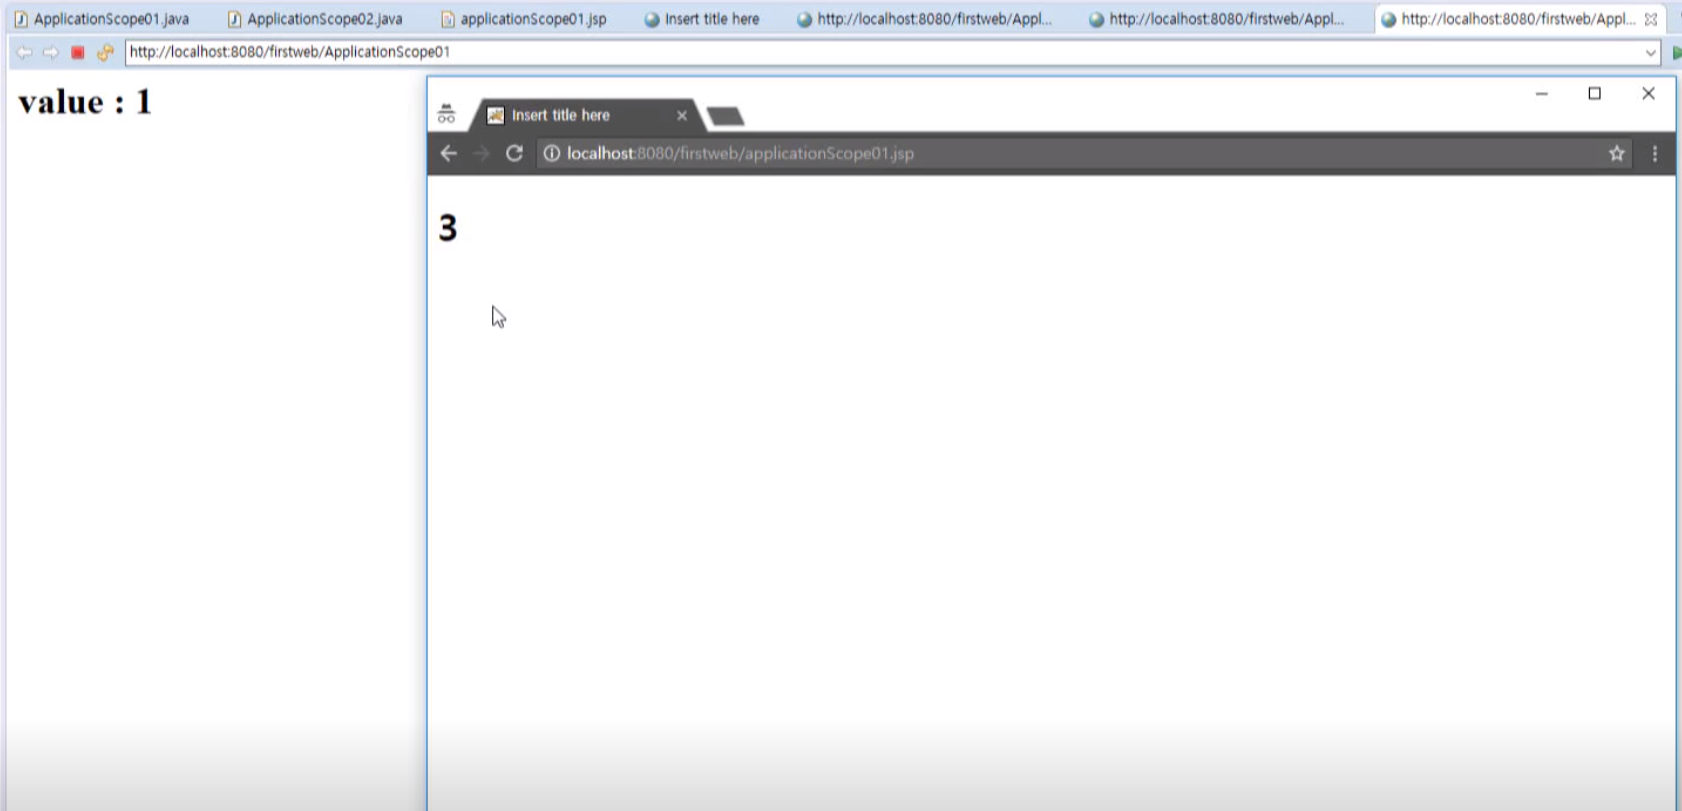 ApplicationScope01.java ApplicationScope02.java applicationScope01.jsp Insert title here http://localhost:8080/firstweb/Appl... http://localhost:8080/firstweb/Appl... http://localhost:8080/firstweb/Appl...
http://localhost:8080/firstweb/ApplicationScope01
value : 1
Insert title here
localhost:8080/firstweb/applicationScope01.jsp
3